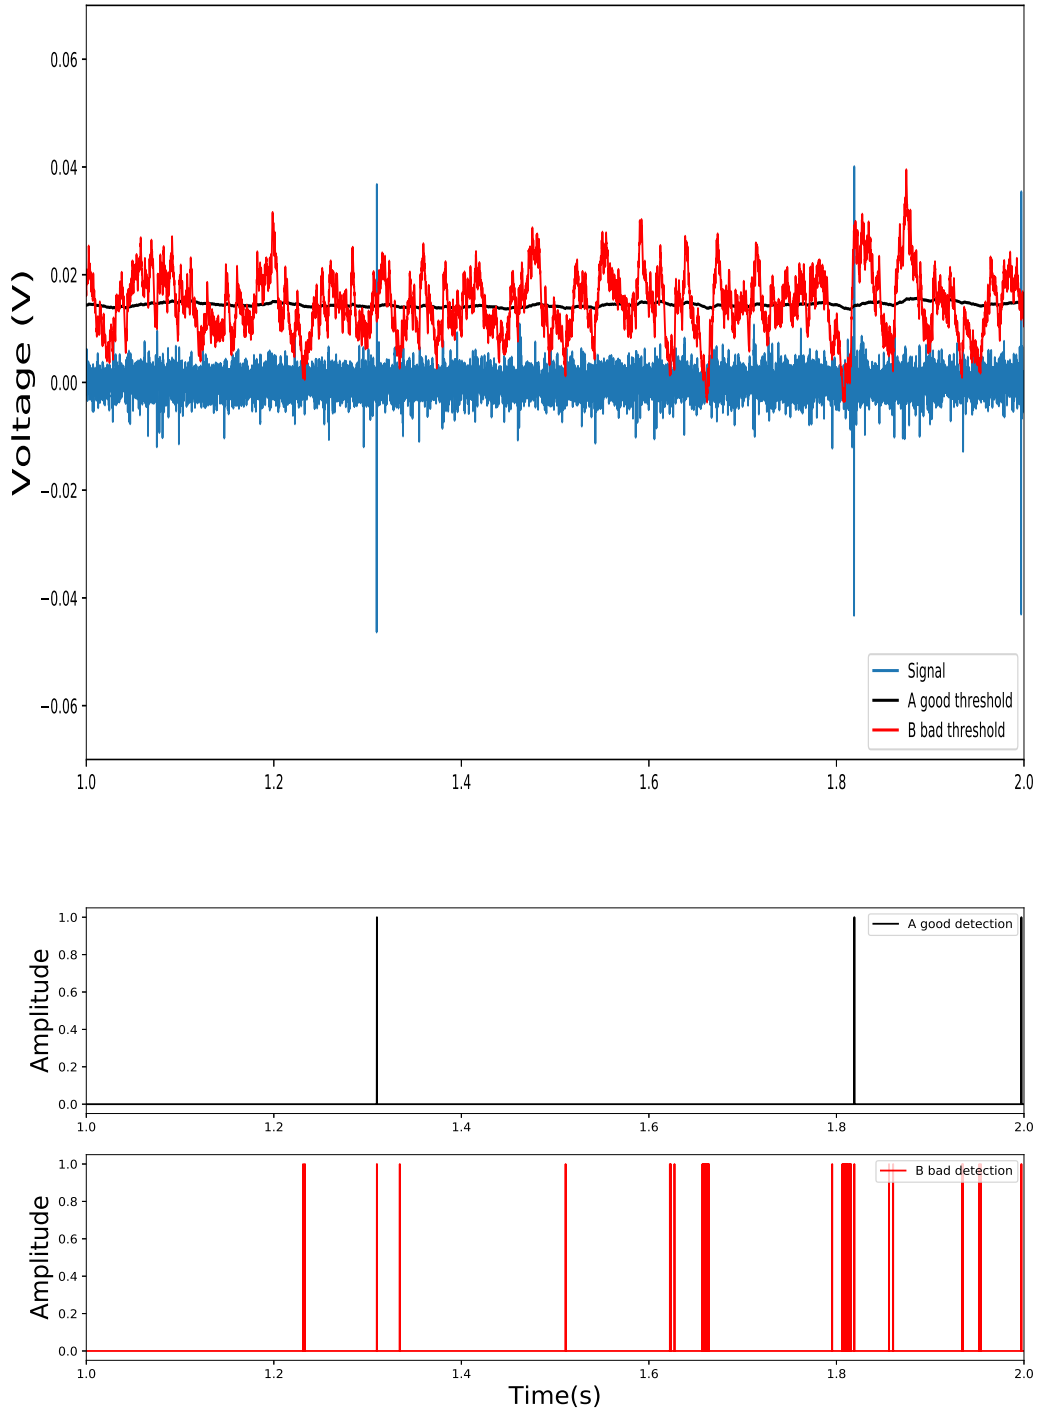 Voltage (V)
0.06
0.04
0.02
0.00
−0.02
−0.04
−0.06
Signal
A good threshold
B bad threshold
1.0 1.2 1.4 1.6 1.8 2.0
Amplitude
1.0
0.8
0.6
0.4
0.2
0.0
A good detection
1.0 1.2 1.4 1.6 1.8 2.0
Amplitude
1.0
0.8
0.6
0.4
0.2
0.0
B bad detection
1.0 1.2 1.4 1.6 1.8 2.0
Time(s)